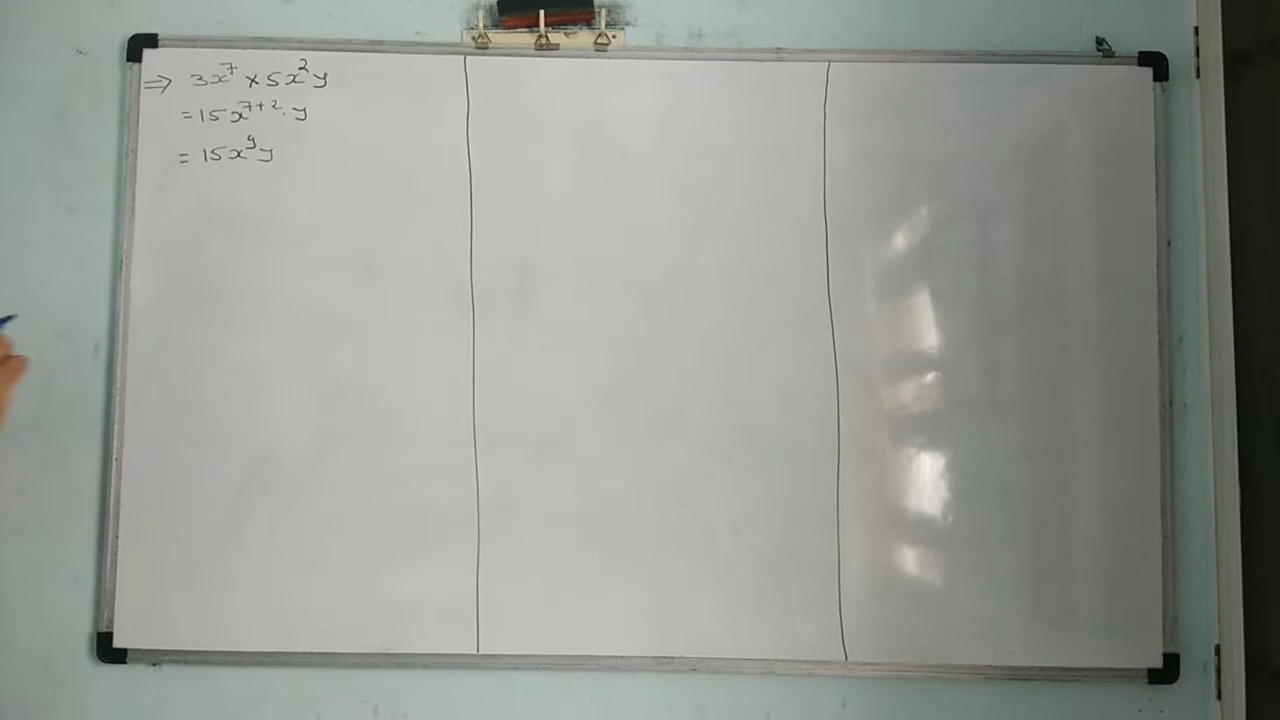 ⇒ 3x⁷ × 5x²y
= 15x⁷⁺²·y
= 15x⁹y